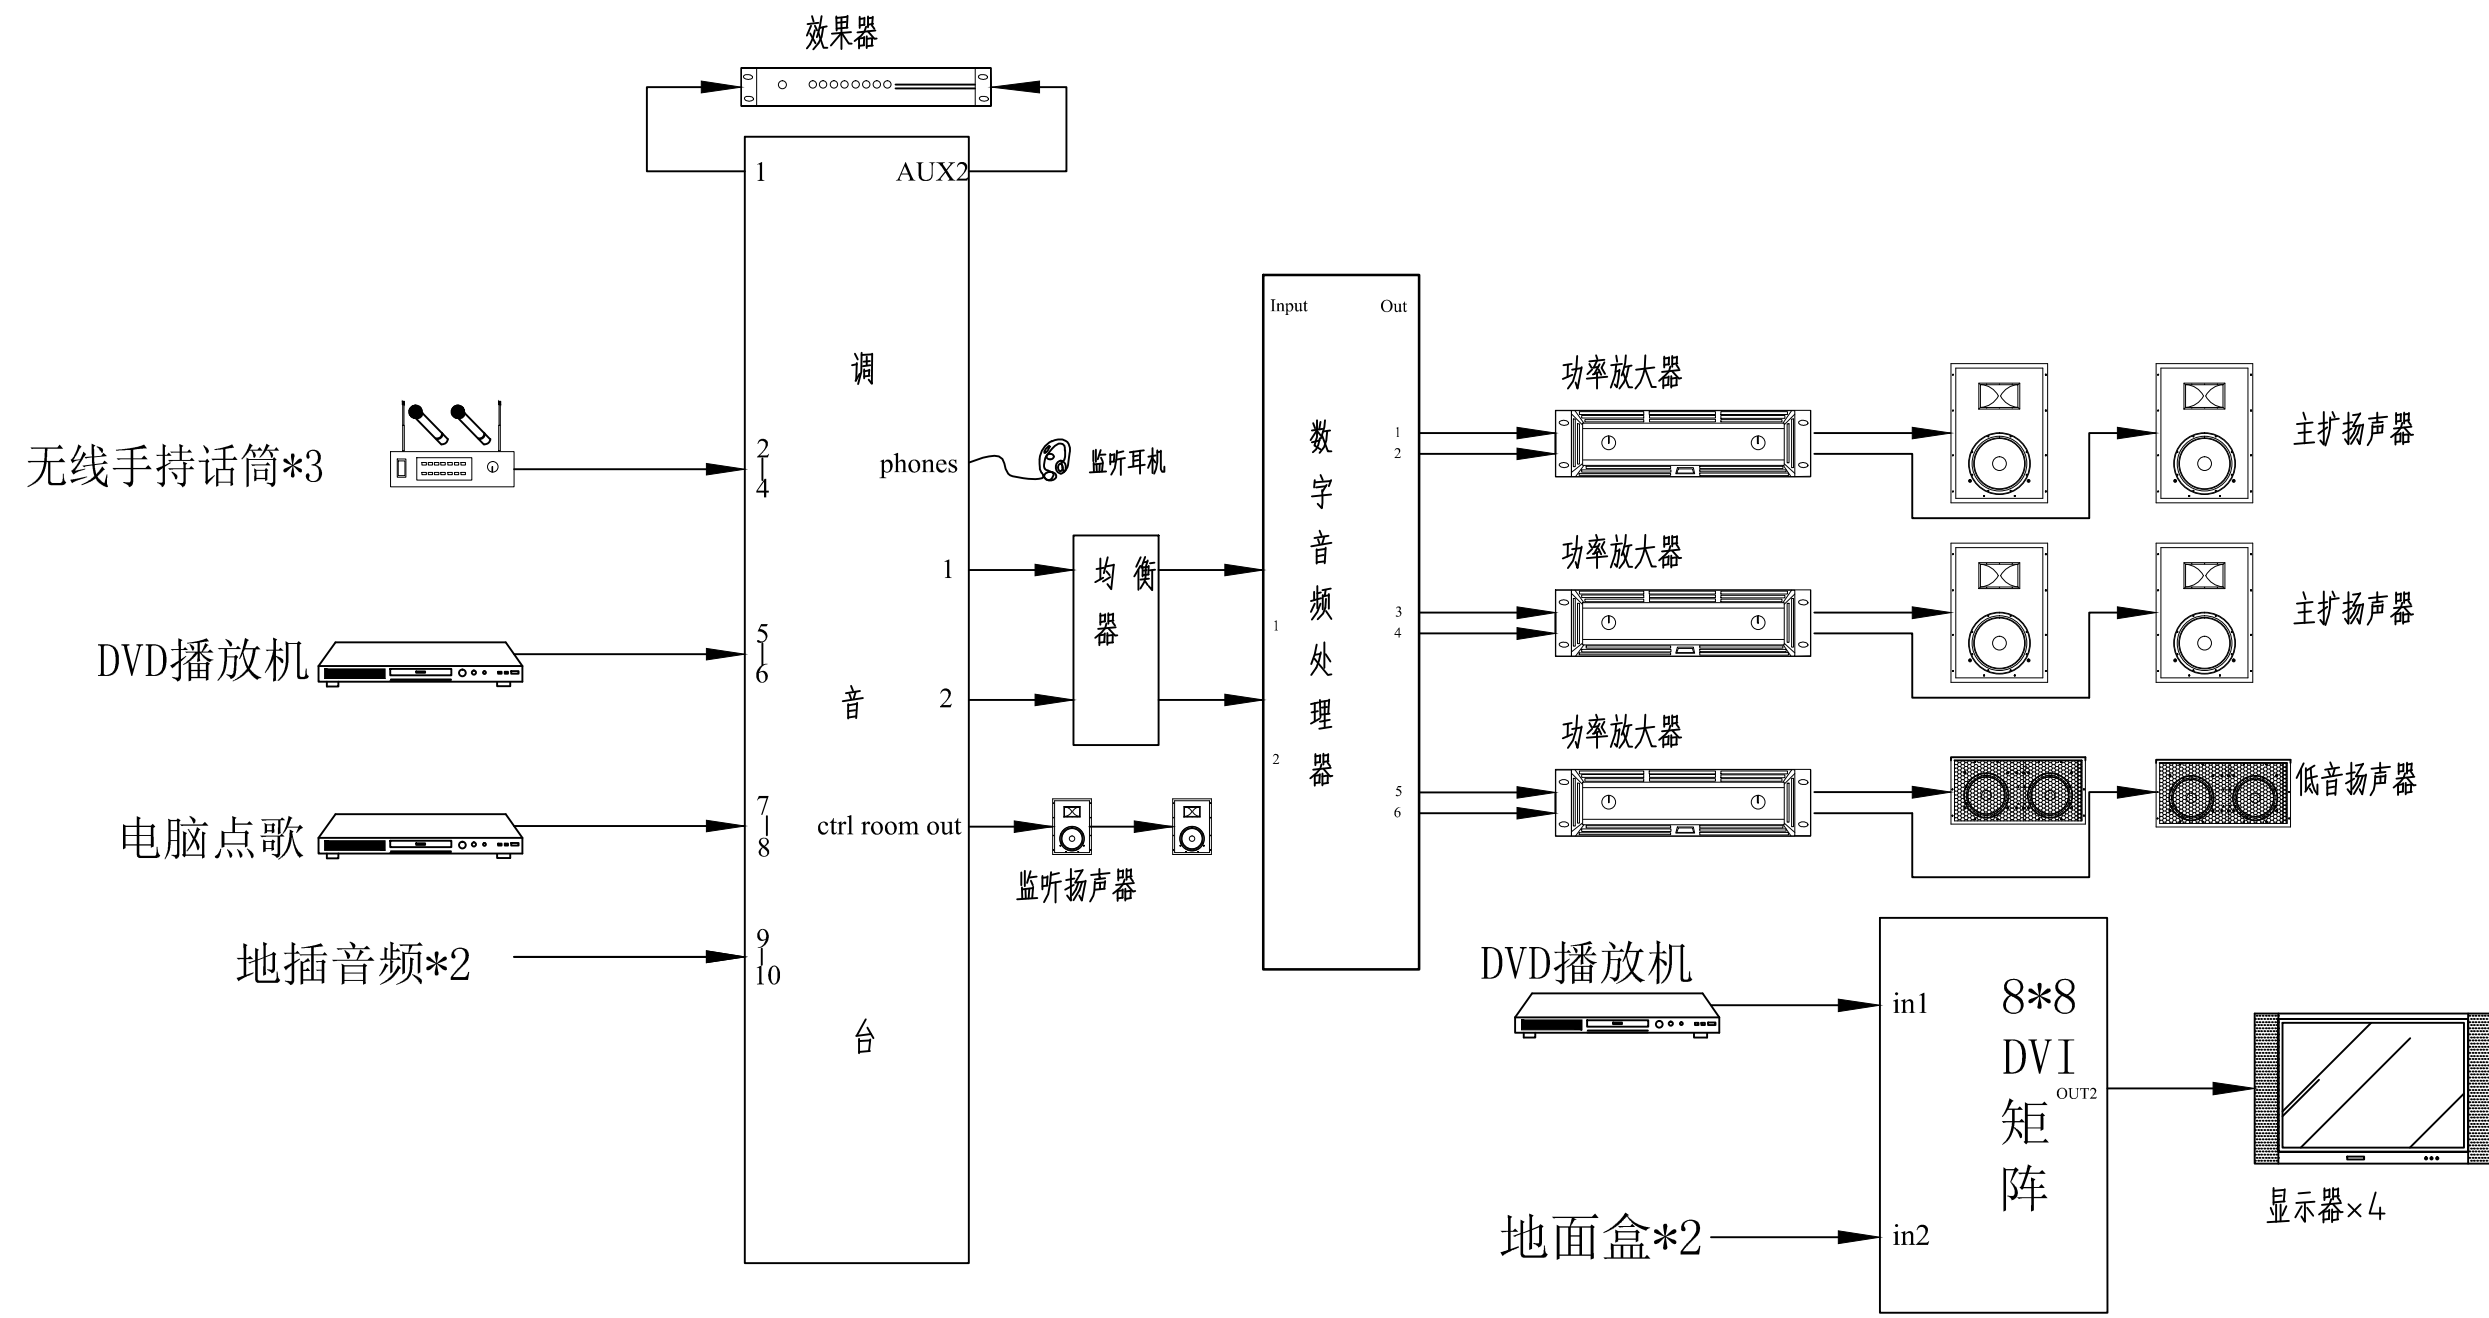 效果器
1
AUX2
调
音
台
无线手持话筒*3
2
4
phones
监听耳机
DVD播放机
5
6
电脑点歌
7
8
地插音频*2
9
10
1
2
均 衡
器
ctrl room out
监听扬声器
Input
Out
数
字
音
频
处
理
器
1
2
1
2
3
4
5
6
功率放大器
主扩扬声器
功率放大器
主扩扬声器
功率放大器
低音扬声器
DVD播放机
in1
地面盒*2
in2
8*8
DVI
矩
阵
OUT2
显示器×4